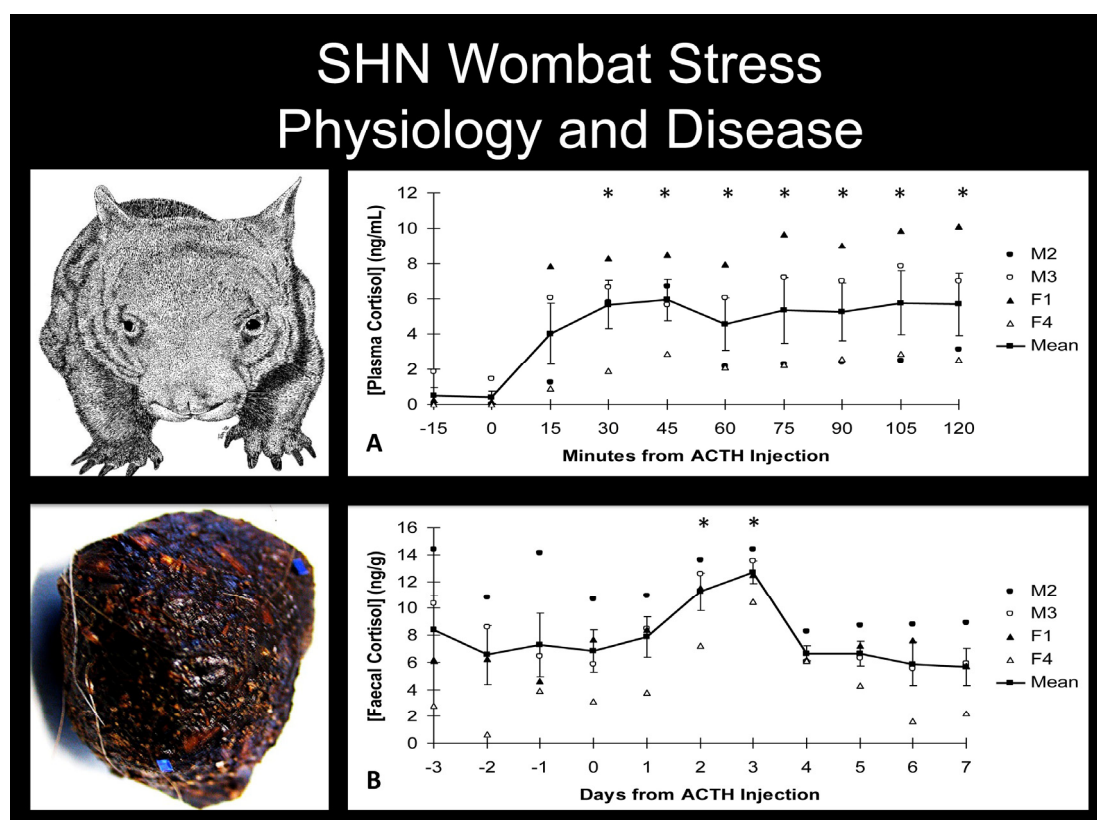 SHN Wombat Stress
Physiology and Disease
[Plasma Cortisol] (ng/mL)
12
10
8
6
4
2
0
* * * * * * *
-15 0 15 30 45 60 75 90 105 120
Minutes from ACTH Injection
A
M2
M3
F1
F4
Mean
[Faecal Cortisol] (ng/g)
16
14
12
10
8
6
4
2
0
* *
-3 -2 -1 0 1 2 3 4 5 6 7
Days from ACTH Injection
B
M2
M3
F1
F4
Mean